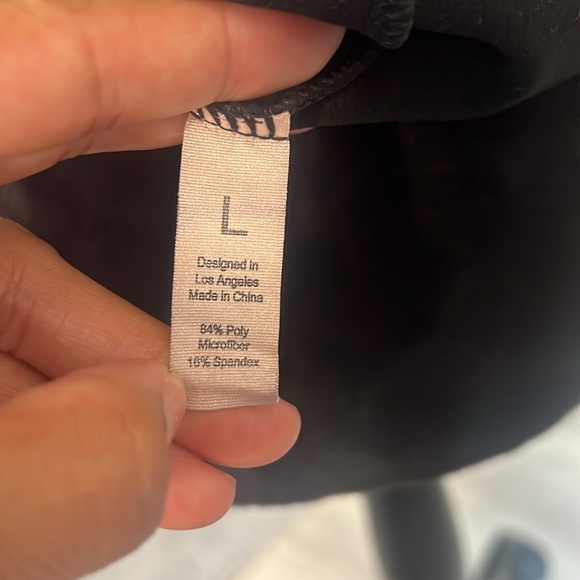 L
Designed in
Los Angeles
Made in China
84% Poly
Microfiber
16% Spandex